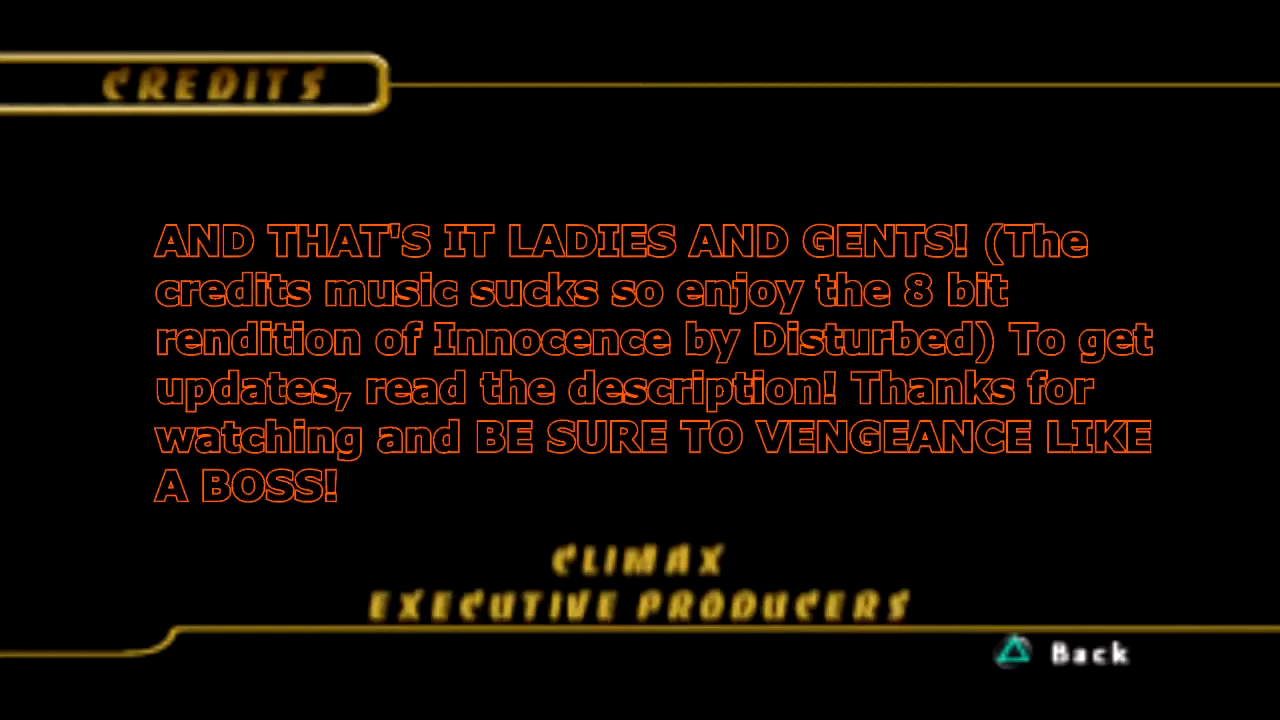 CREDITS
AND THAT'S IT LADIES AND GENTS! (The
credits music sucks so enjoy the 8 bit
rendition of Innocence by Disturbed) To get
updates, read the description! Thanks for
watching and BE SURE TO VENGEANCE LIKE
A BOSS!
CLIMAX
EXECUTIVE PRODUCERS
Back